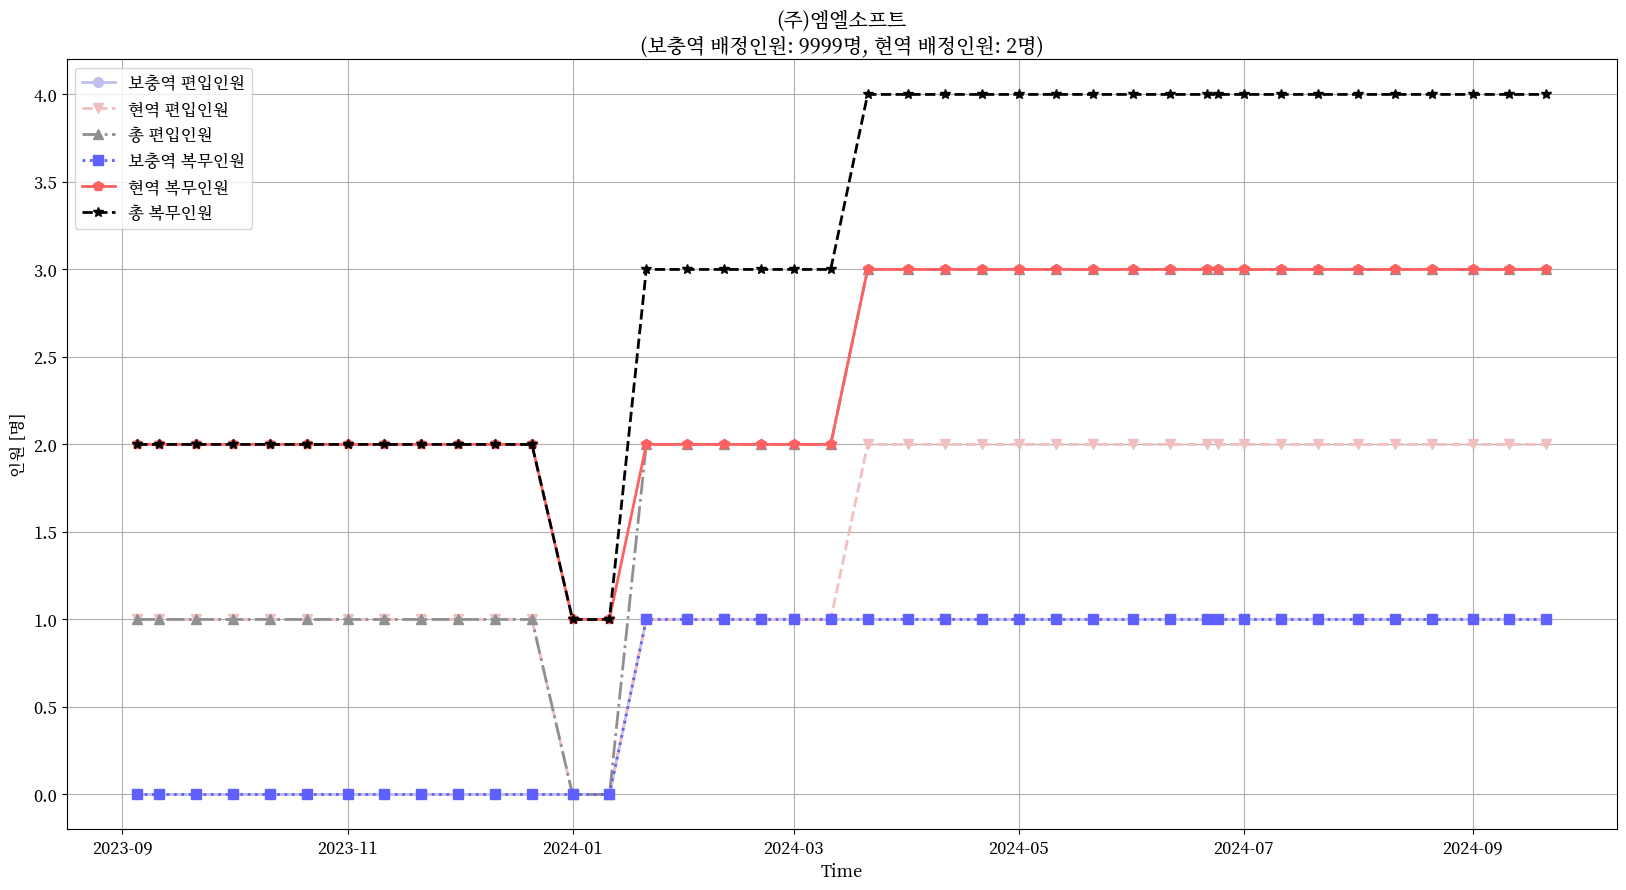 (주)엠엘소프트
(보충역 배정인원: 9999명, 현역 배정인원: 2명)
보충역 편입인원
현역 편입인원
총 편입인원
보충역 복무인원
현역 복무인원
총 복무인원
4.0
3.5
3.0
2.5
2.0
1.5
1.0
0.5
0.0
인원 [명]
2023-09 2023-11 2024-01 2024-03 2024-05 2024-07 2024-09
Time